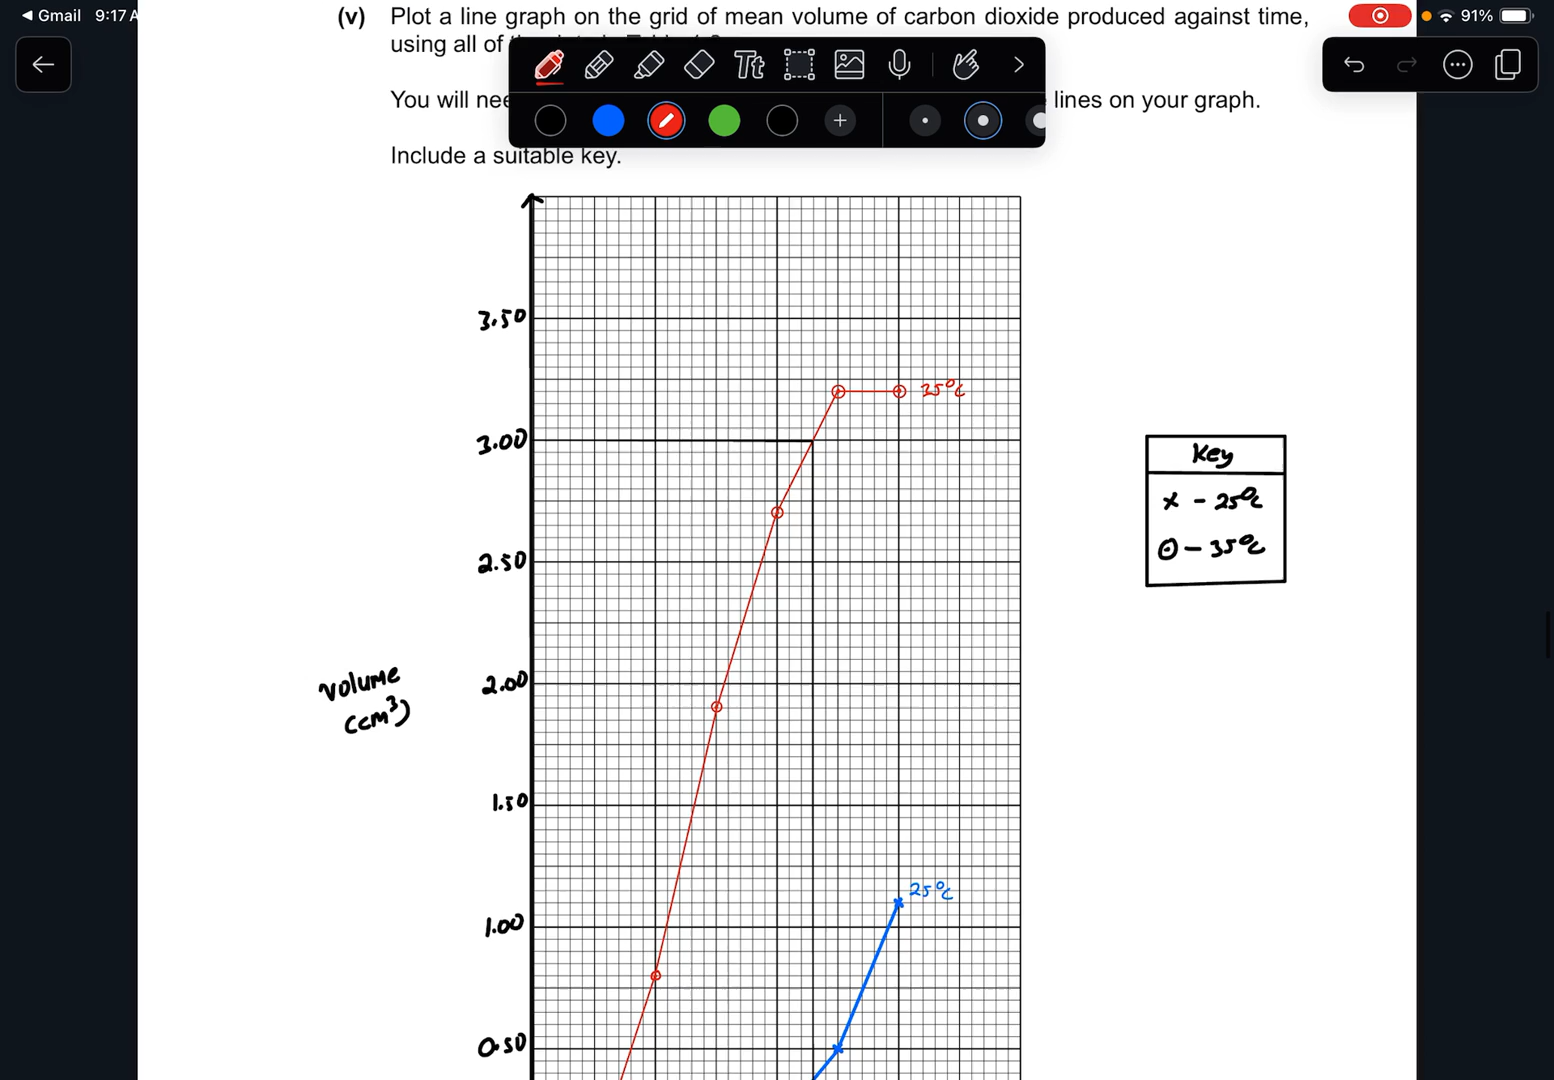 Gmail 9:17 A
91%
(v) Plot a line graph on the grid of mean volume of carbon dioxide produced against time,
using all of
You will nee lines on your graph.
Include a suitable key.
Tt
3.50
35°C
3.00
Key
x - 25°C
⊙ - 35°C
2.50
volume
(cm³)
2.00
1.50
25°C
1.00
0.50